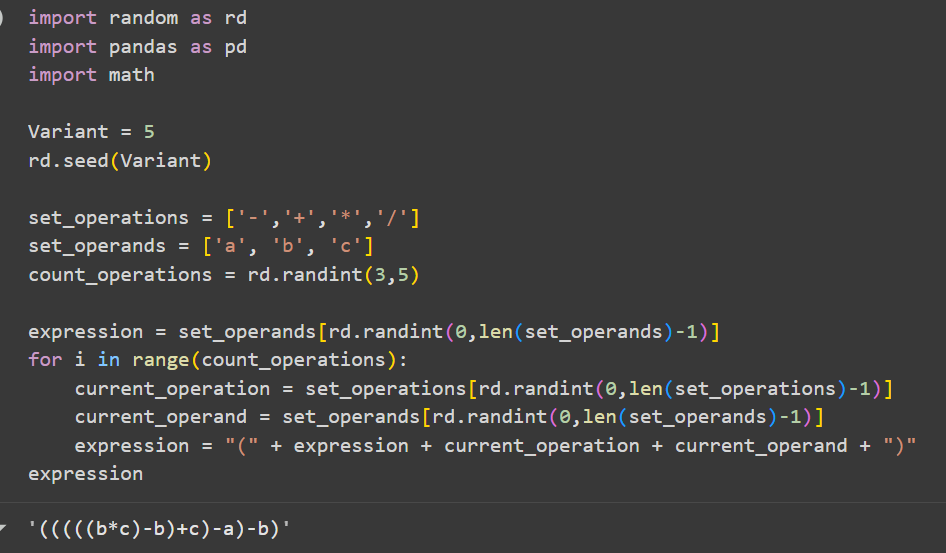 import random as rd
import pandas as pd
import math

Variant = 5
rd.seed(Variant)

set_operations = ['-','+','*','/']
set_operands = ['a', 'b', 'c']
count_operations = rd.randint(3,5)

expression = set_operands[rd.randint(0,len(set_operands)-1)]
for i in range(count_operations):
    current_operation = set_operations[rd.randint(0,len(set_operations)-1)]
    current_operand = set_operands[rd.randint(0,len(set_operands)-1)]
    expression = "(" + expression + current_operation + current_operand + ")"
expression

'(((((b*c)-b)+c)-a)-b)'